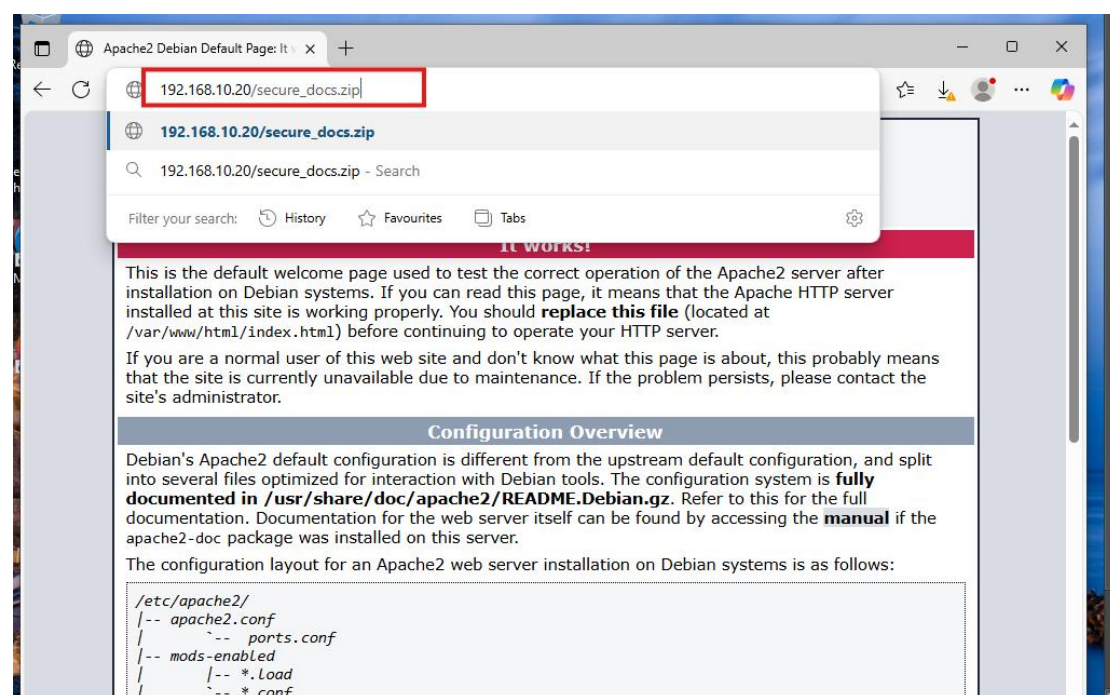 Apache2 Debian Default Page: It
192.168.10.20/secure_docs.zip
192.168.10.20/secure_docs.zip
192.168.10.20/secure_docs.zip - Search
Filter your search: History Favourites Tabs
It works!
This is the default welcome page used to test the correct operation of the Apache2 server after
installation on Debian systems. If you can read this page, it means that the Apache HTTP server
installed at this site is working properly. You should replace this file (located at
/var/www/html/index.html) before continuing to operate your HTTP server.
If you are a normal user of this web site and don't know what this page is about, this probably means
that the site is currently unavailable due to maintenance. If the problem persists, please contact the
site's administrator.
Configuration Overview
Debian's Apache2 default configuration is different from the upstream default configuration, and split
into several files optimized for interaction with Debian tools. The configuration system is fully
documented in /usr/share/doc/apache2/README.Debian.gz. Refer to this for the full
documentation. Documentation for the web server itself can be found by accessing the manual if the
apache2-doc package was installed on this server.
The configuration layout for an Apache2 web server installation on Debian systems is as follows:
/etc/apache2/
|-- apache2.conf
|       `--  ports.conf
|-- mods-enabled
|       |-- *.load
|       `-- *.conf